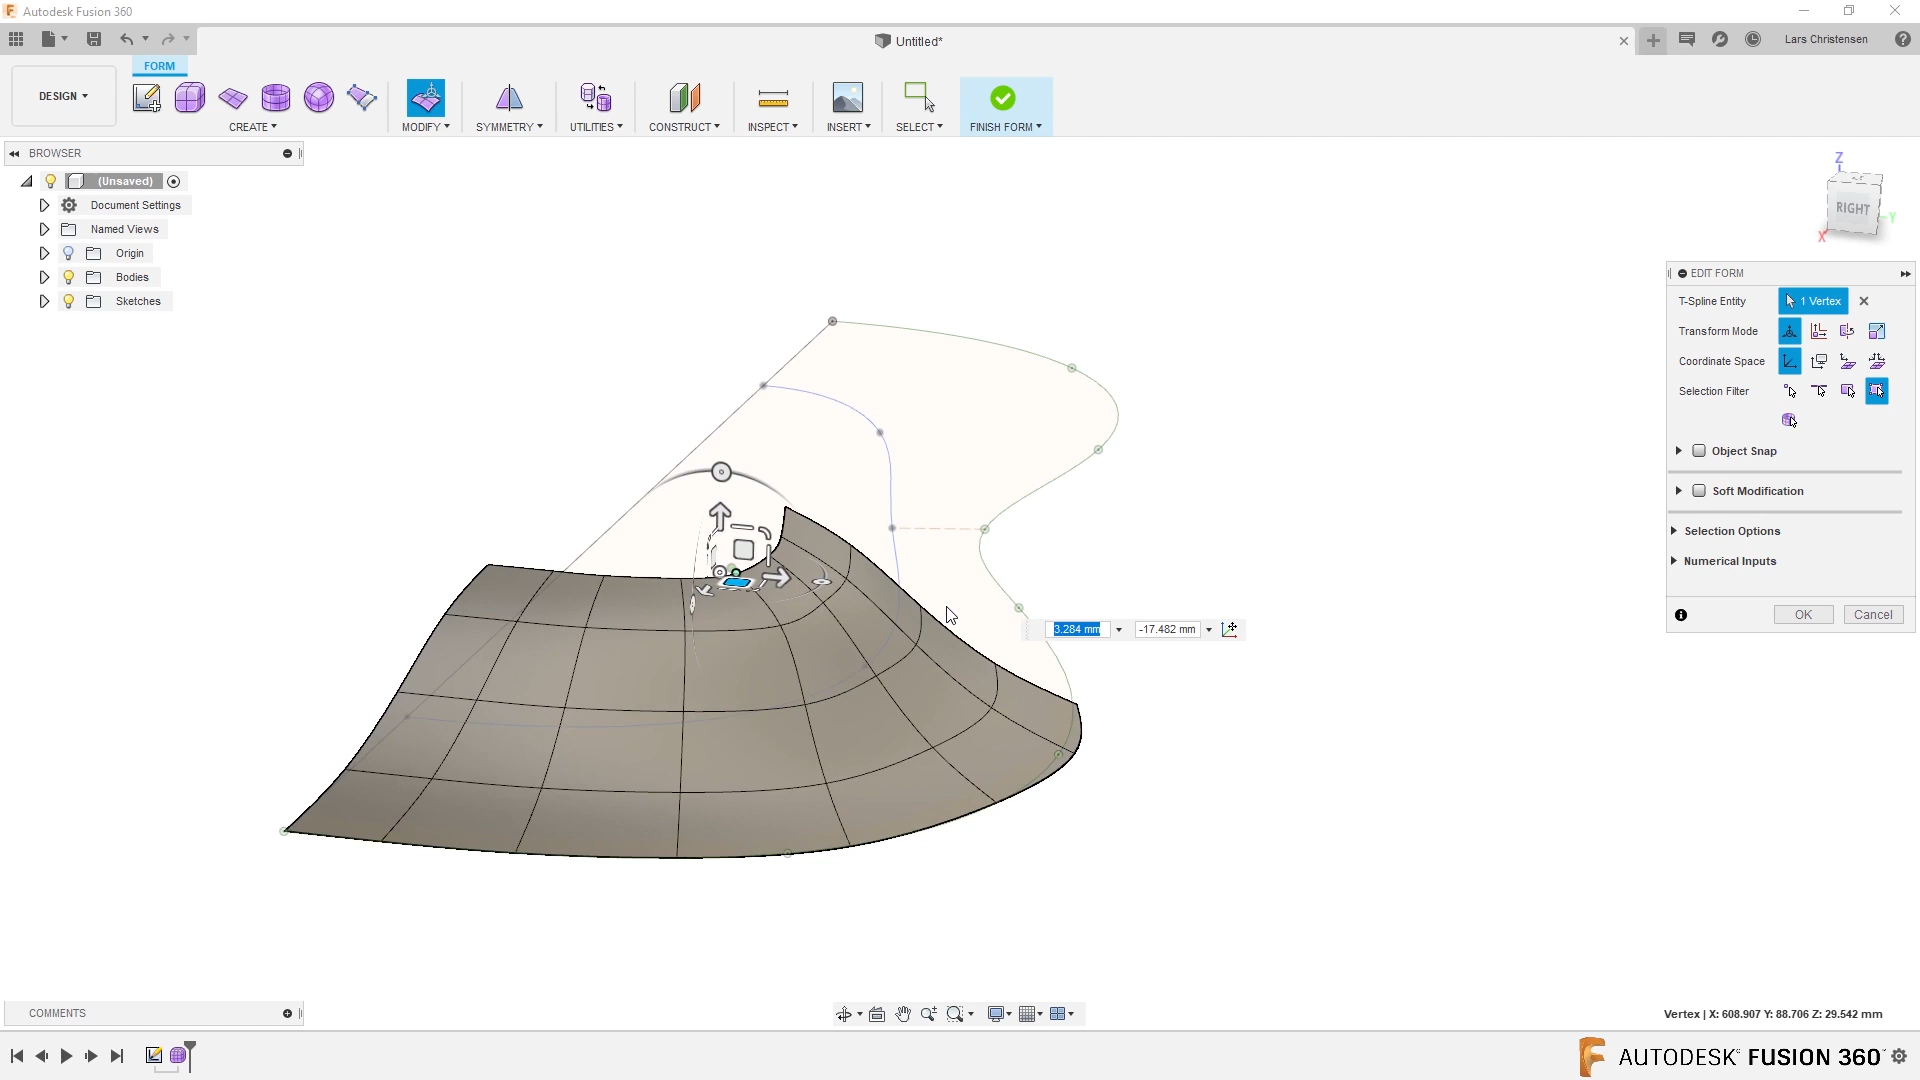 Autodesk Fusion 360
Untitled*
Lars Christensen
FORM
DESIGN
CREATE
MODIFY
SYMMETRY
UTILITIES
CONSTRUCT
INSPECT
INSERT
SELECT
FINISH FORM
BROWSER
(Unsaved)
Document Settings
Named Views
Origin
Bodies
Sketches
Z
RIGHT
Y
X
EDIT FORM
T-Spline Entity
1 Vertex
Transform Mode
Coordinate Space
Selection Filter
Object Snap
Soft Modification
Selection Options
Numerical Inputs
OK
Cancel
3.284 mm
-17.482 mm
COMMENTS
Vertex | X: 608.907 Y: 88.706 Z: 29.542 mm
AUTODESK FUSION 360